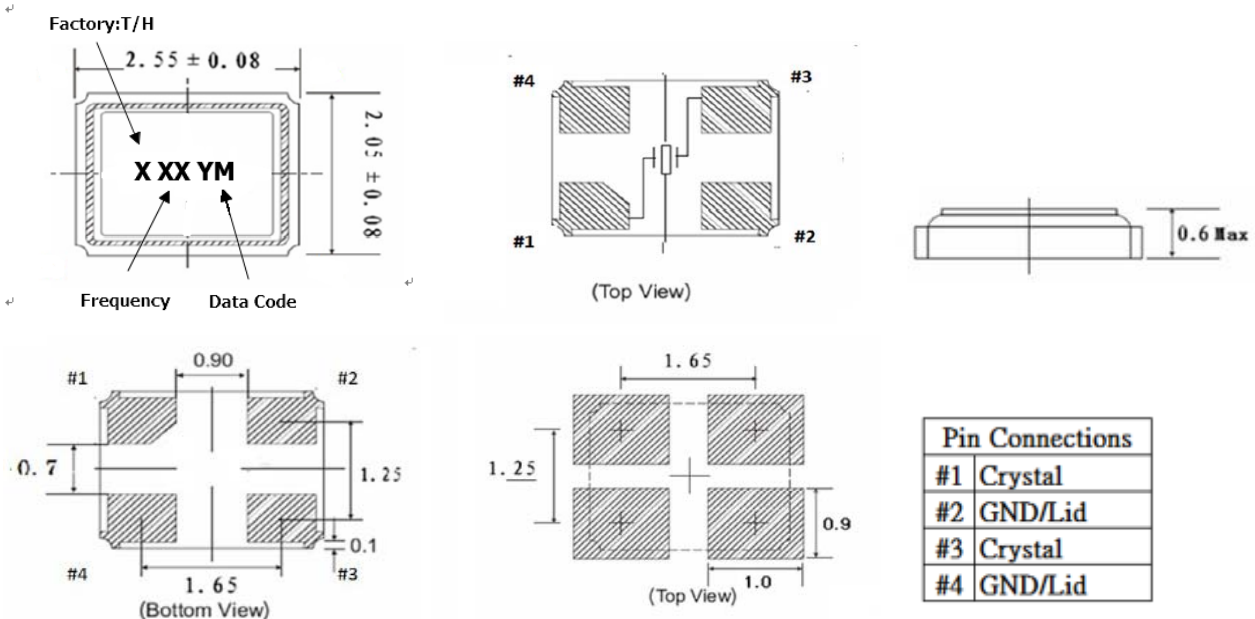 Factory:T/H
2.55 ± 0.08
2.05 ± 0.08
X XX YM
Frequency
Data Code
#4
#3
#1
#2
(Top View)
0.6 Max
#1
0.90
#2
0.7
1.25
0.1
#4
1.65
#3
(Bottom View)
1.65
1.25
0.9
1.0
(Top View)
Pin Connections
#1 Crystal
#2 GND/Lid
#3 Crystal
#4 GND/Lid